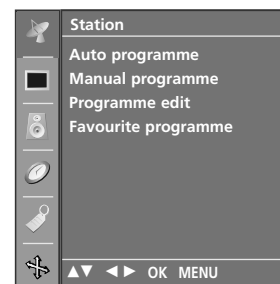 Station
Auto programme
Manual programme
Programme edit
Favourite programme
▲▼ ◄► OK MENU